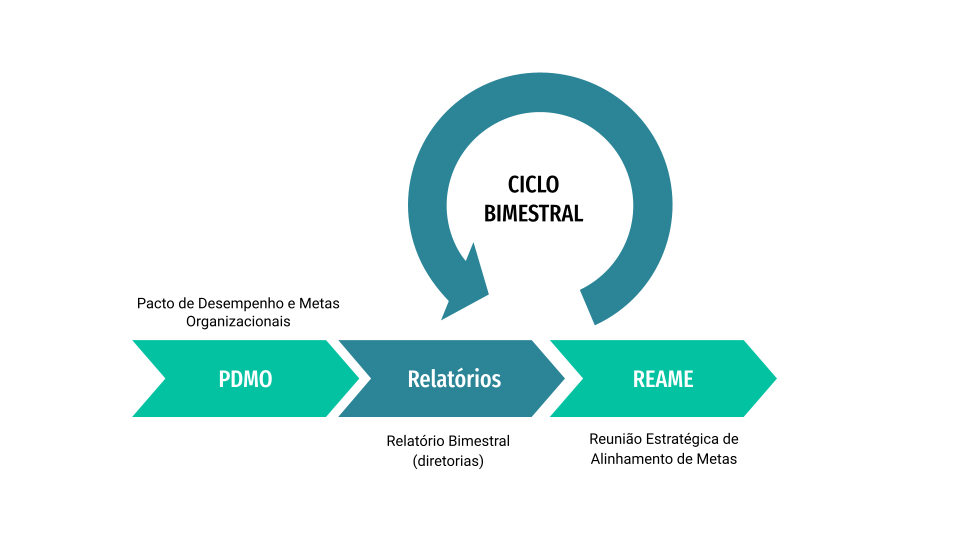 CICLO
BIMESTRAL
Pacto de Desempenho e Metas
Organizacionais
PDMO
Relatórios
REAME
Relatório Bimestral
(diretorias)
Reunião Estratégica de
Alinhamento de Metas